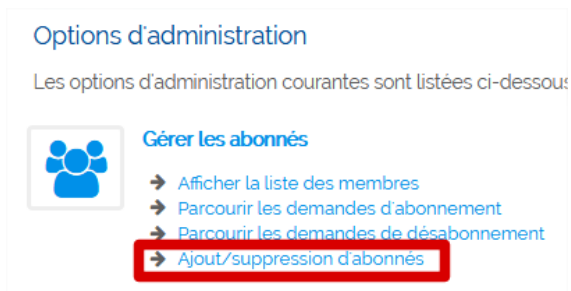 Options d'administration
Les options d'administration courantes sont listées ci-dessous
Gérer les abonnés
Afficher la liste des membres
Parcourir les demandes d'abonnement
Parcourir les demandes de désabonnement
Ajout/suppression d'abonnés